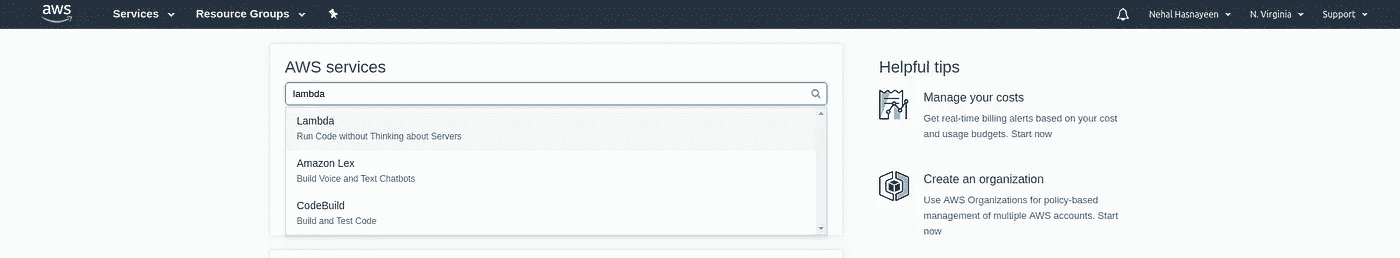 aws Services Resource Groups Nehal Hasnayeen N. Virginia Support
AWS services
lambda
Lambda
Run Code without Thinking about Servers
Amazon Lex
Build Voice and Text Chatbots
CodeBuild
Build and Test Code
Helpful tips
Manage your costs
Get real-time billing alerts based on your cost
and usage budgets. Start now
Create an organization
Use AWS Organizations for policy-based
management of multiple AWS accounts. Start
now